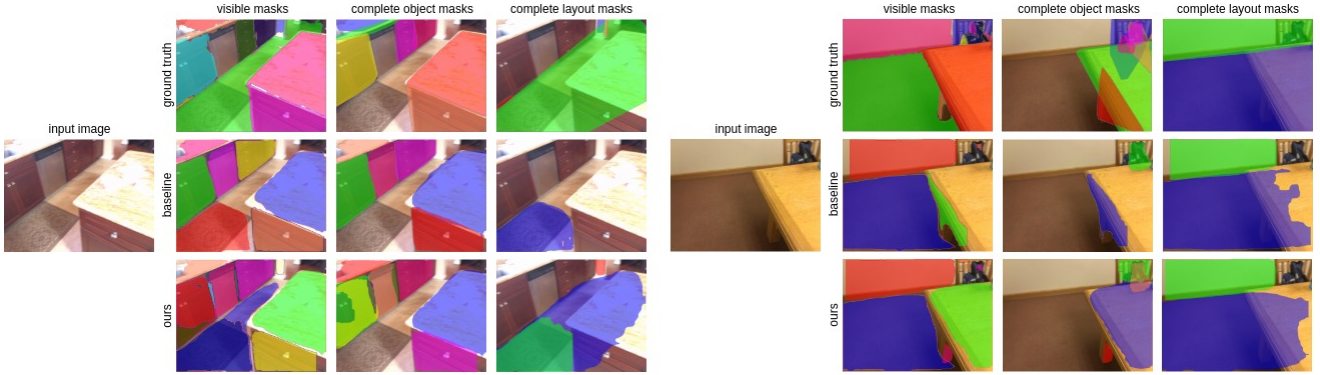 visible masks complete object masks complete layout masks
ground truth
input image
baseline
ours
visible masks complete object masks complete layout masks
ground truth
input image
baseline
ours